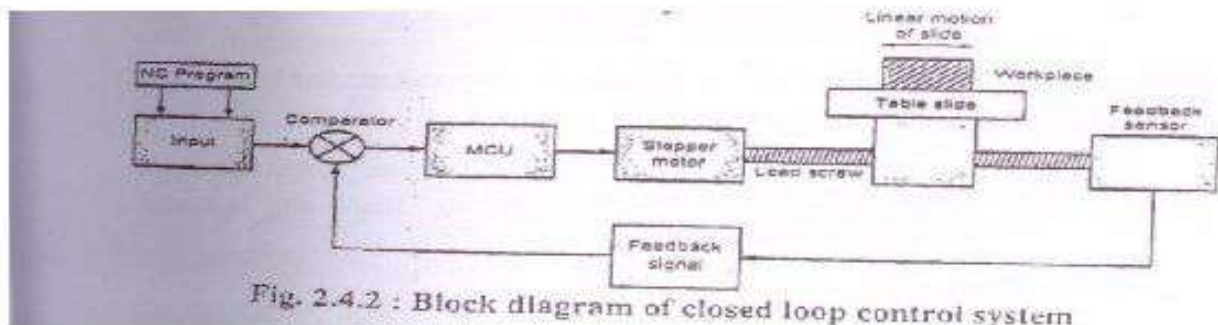 Linear motion
of slide
NC Program
Workpiece
Table slide
Comparator
Feedback
sensor
Input
MCU
Stepper
motor
Lead screw
Feedback
signal
Fig. 2.4.2 : Block diagram of closed loop control system